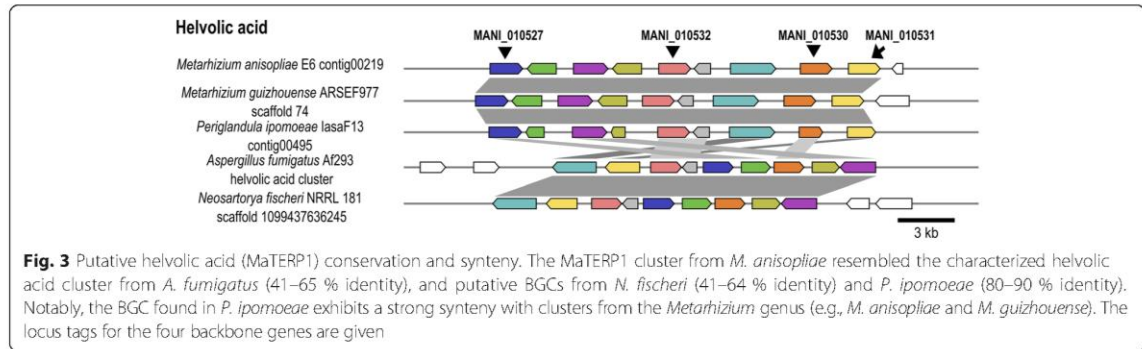 Helvolic acid
MANI_010527 MANI_010532 MANI_010530 MANI_010531
Metarhizium anisopliae E6 contig00219
Metarhizium guizhouense ARSEF977
scaffold 74
Periglandula ipomoeae IasaF13
contig00495
Aspergillus fumigatus Af293
helvolic acid cluster
Neosartorya fischeri NRRL 181
scaffold 1099437636245
3 kb
Fig. 3 Putative helvolic acid (MaTERP1) conservation and synteny. The MaTERP1 cluster from M. anisopliae resembled the characterized helvolic
acid cluster from A. fumigatus (41–65 % identity), and putative BGCs from N. fischeri (41–64 % identity) and P. ipomoeae (80–90 % identity).
Notably, the BGC found in P. ipomoeae exhibits a strong synteny with clusters from the Metarhizium genus (e.g., M. anisopliae and M. guizhouense). The
locus tags for the four backbone genes are given